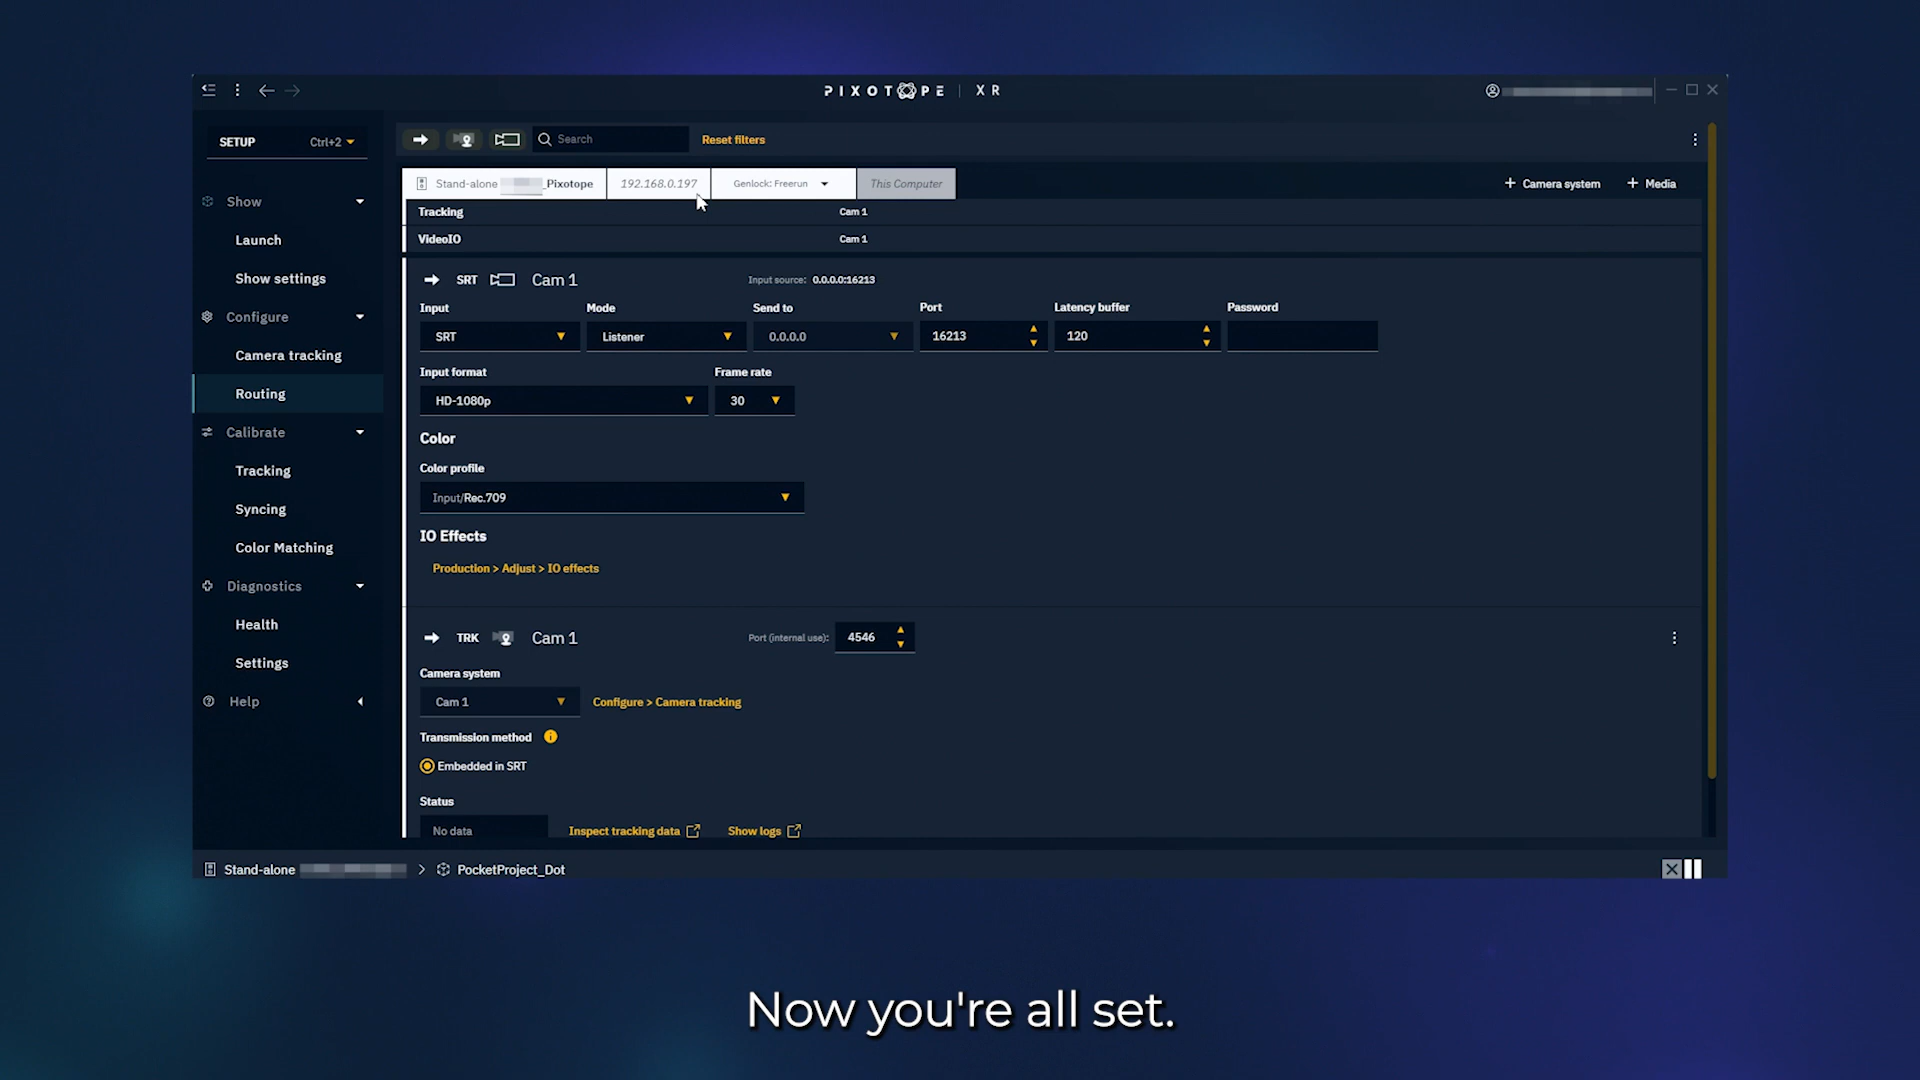 PIXOTOPE | XR
SETUP Ctrl+2
Search
Reset filters
Stand-alone _Pixotope 192.168.0.197 Genlock: Freerun This Computer
+ Camera system + Media
Show
Launch
Show settings
Configure
Camera tracking
Routing
Calibrate
Tracking
Syncing
Color Matching
Diagnostics
Health
Settings
Help
Tracking Cam 1
VideoIO Cam 1
SRT Cam 1 Input source: 0.0.0.0:16213
Input Mode Send to Port Latency buffer Password
SRT Listener 0.0.0.0 16213 120
Input format Frame rate
HD-1080p 30
Color
Color profile
Input/Rec.709
IO Effects
Production > Adjust > IO effects
TRK Cam 1 Port (internal use): 4546
Camera system
Cam 1 Configure > Camera tracking
Transmission method
Embedded in SRT
Status
No data Inspect tracking data Show logs
Stand-alone > PocketProject_Dot
Now you're all set.